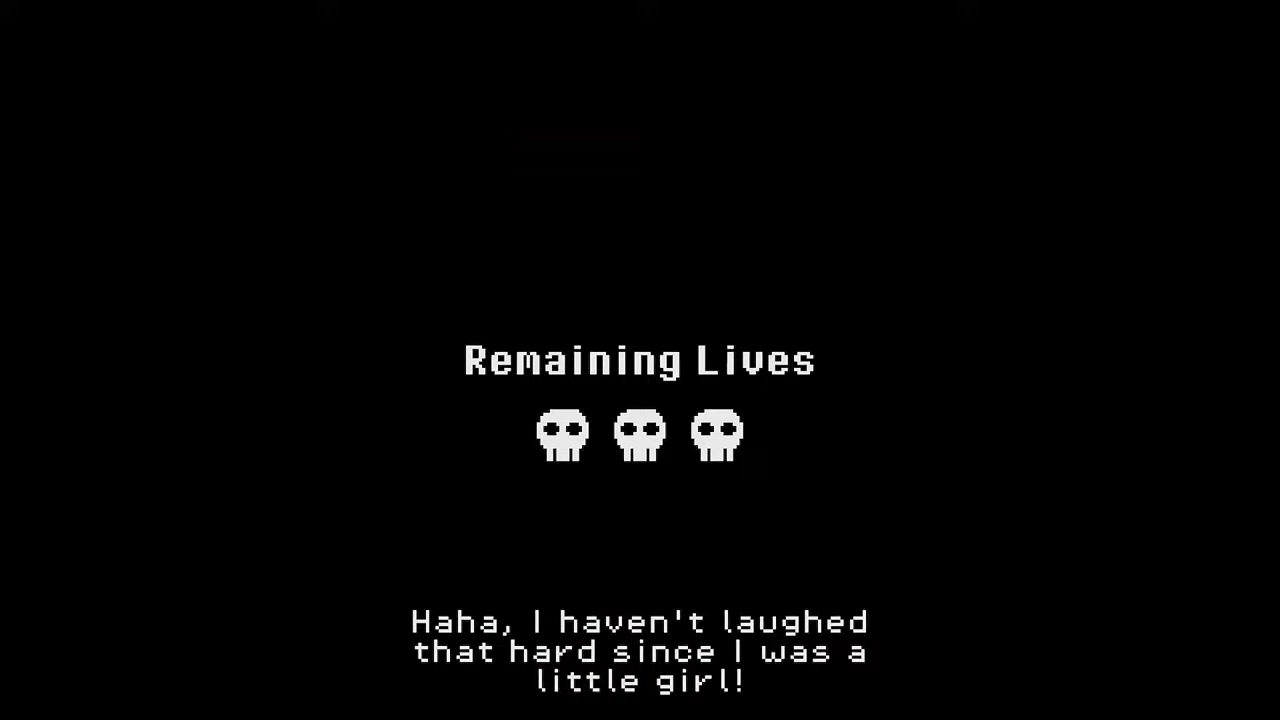 Remaining Lives
Haha, I haven't laughed
that hard since I was a
little girl!